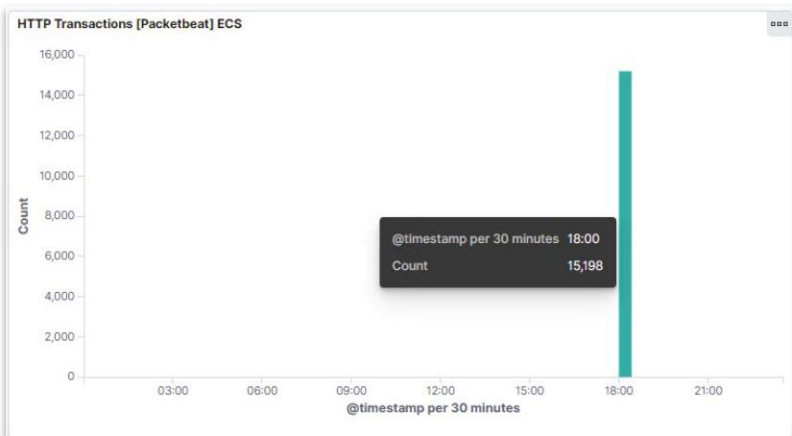 HTTP Transactions [Packetbeat] ECS
16,000
14,000
12,000
10,000
8,000
6,000
4,000
2,000
0
Count
@timestamp per 30 minutes 18:00
Count 15,198
03:00 06:00 09:00 12:00 15:00 18:00 21:00
@timestamp per 30 minutes